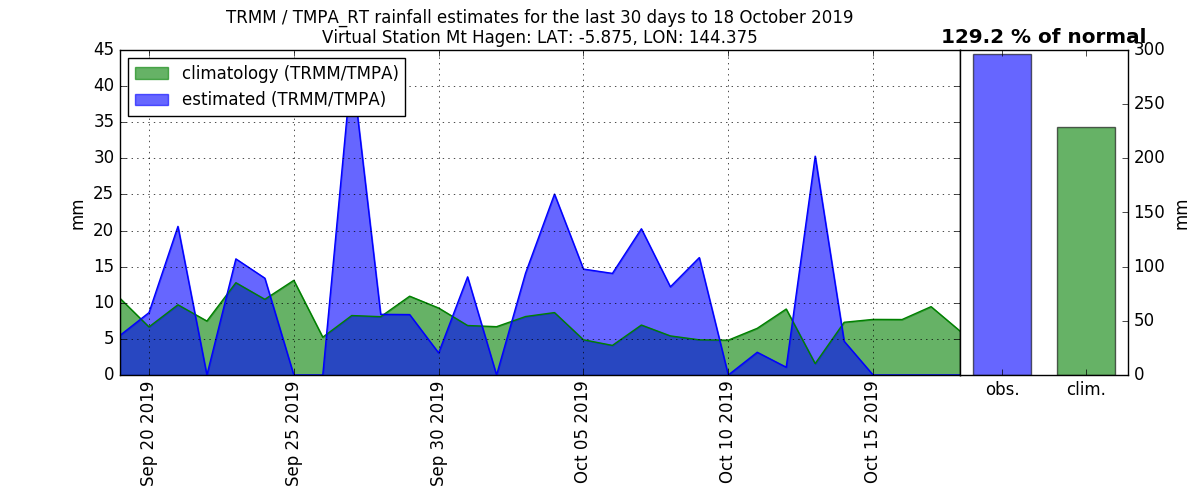 TRMM / TMPA_RT rainfall estimates for the last 30 days to 18 October 2019
Virtual Station Mt Hagen: LAT: -5.875, LON: 144.375
129.2 % of normal
climatology (TRMM/TMPA)
estimated (TRMM/TMPA)
45
40
35
30
25
20
15
10
5
0
mm
Sep 20 2019
Sep 25 2019
Sep 30 2019
Oct 05 2019
Oct 10 2019
Oct 15 2019
300
250
200
150
100
50
0
mm
obs.
clim.